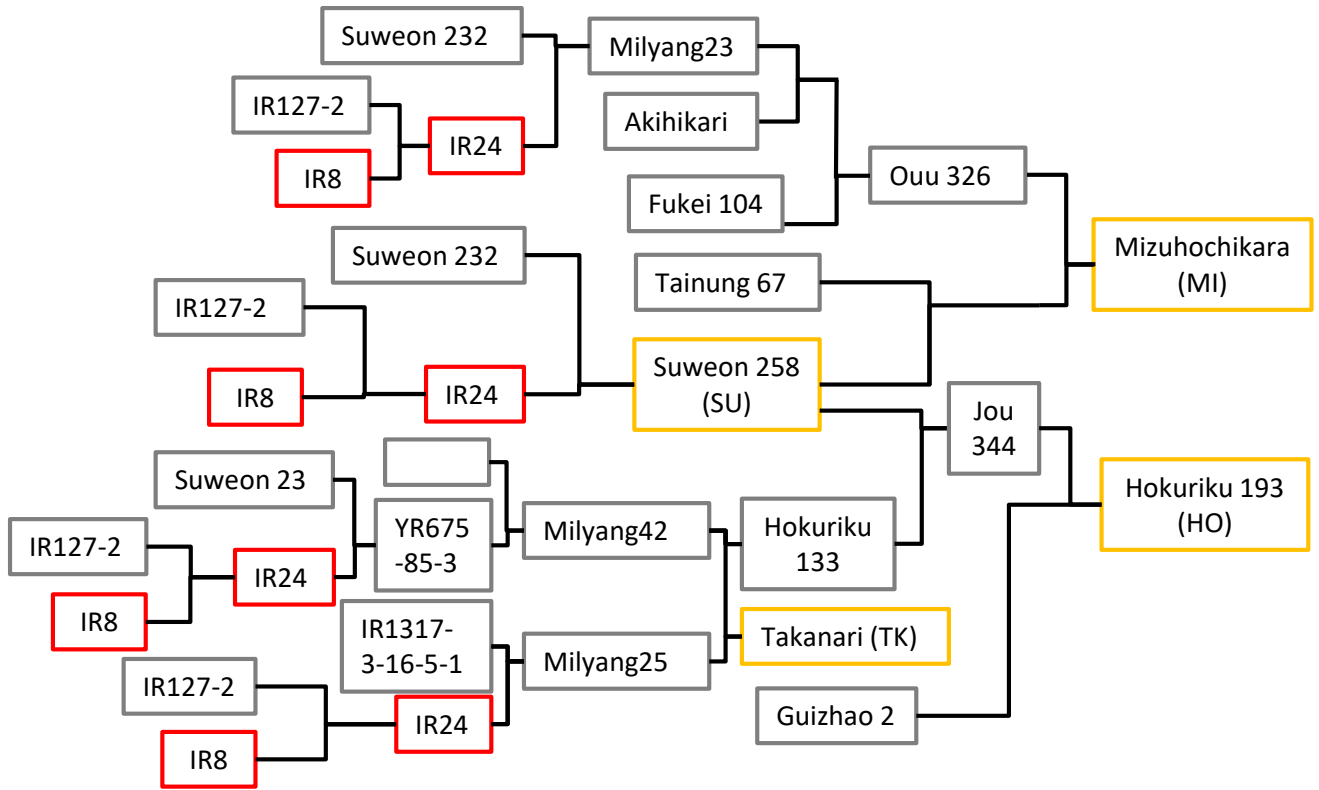 Suweon 232
Milyang23
IR127-2
Akihikari
IR24
IR8
Ouu 326
Fukei 104
Suweon 232
Mizuhochikara
(MI)
Tainung 67
IR127-2
Suweon 258
(SU)
IR24
IR8
Jou
344
Suweon 23
Hokuriku 193
(HO)
YR675
-85-3
Milyang42
Hokuriku
133
IR127-2
IR24
IR8
IR1317-
3-16-5-1
Takanari (TK)
Milyang25
IR127-2
IR24
Guizhao 2
IR8